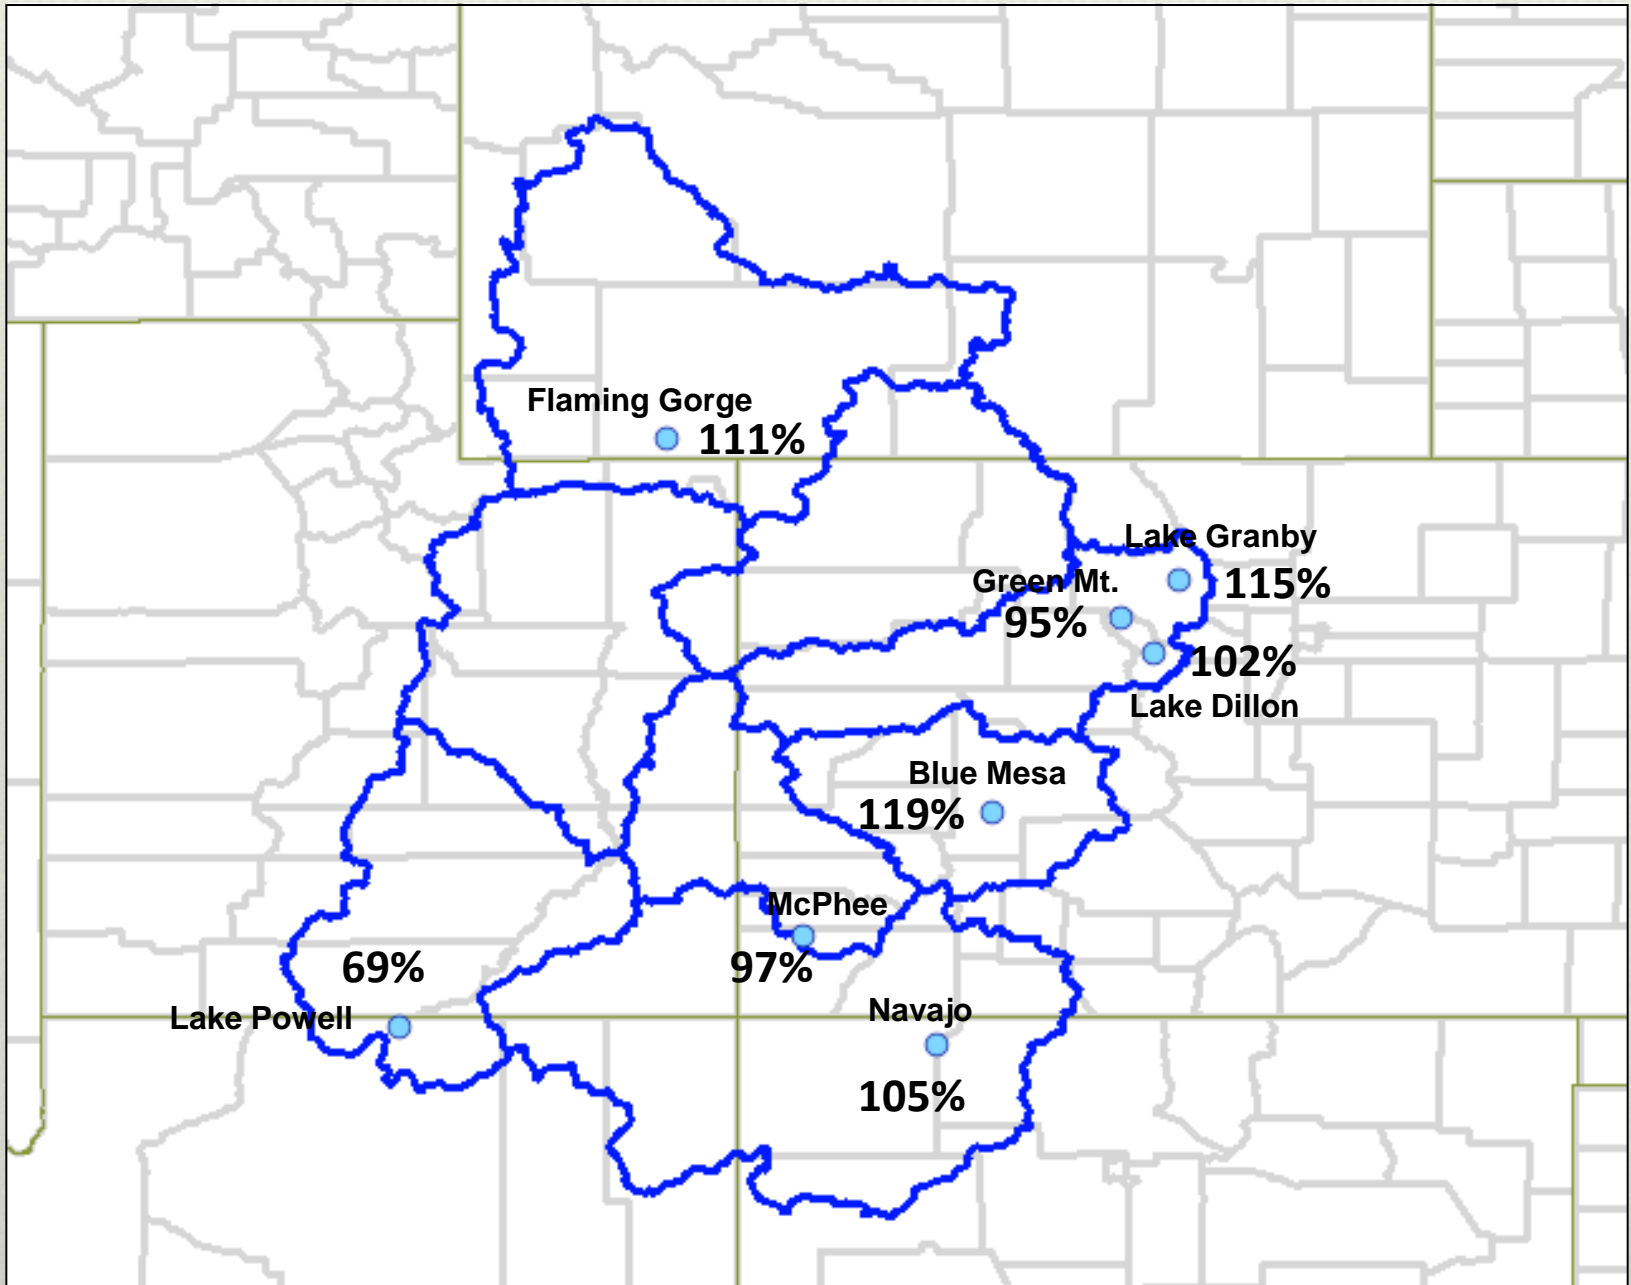 Flaming Gorge
111%
Lake Granby
115%
Green Mt.
95%
102%
Lake Dillon
Blue Mesa
119%
McPhee
97%
69%
Lake Powell
Navajo
105%